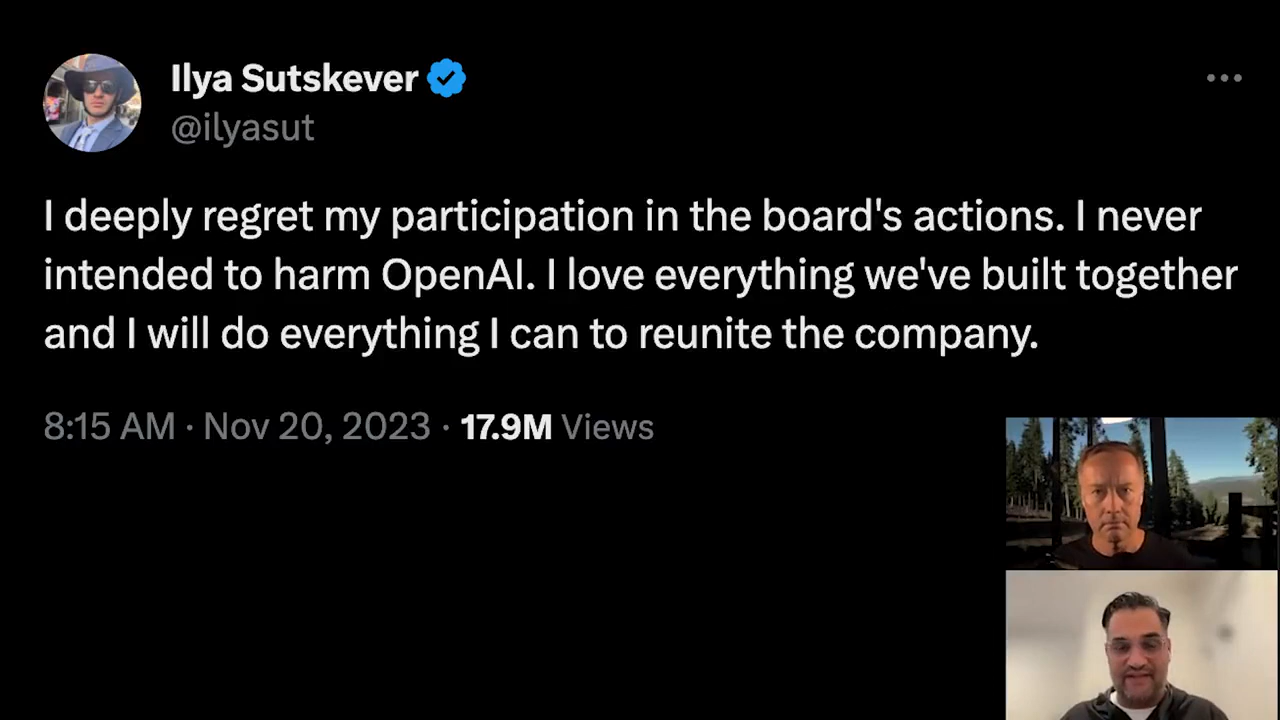 Ilya Sutskever
@ilyasut
I deeply regret my participation in the board's actions. I never
intended to harm OpenAI. I love everything we've built together
and I will do everything I can to reunite the company.
8:15 AM · Nov 20, 2023 · 17.9M Views